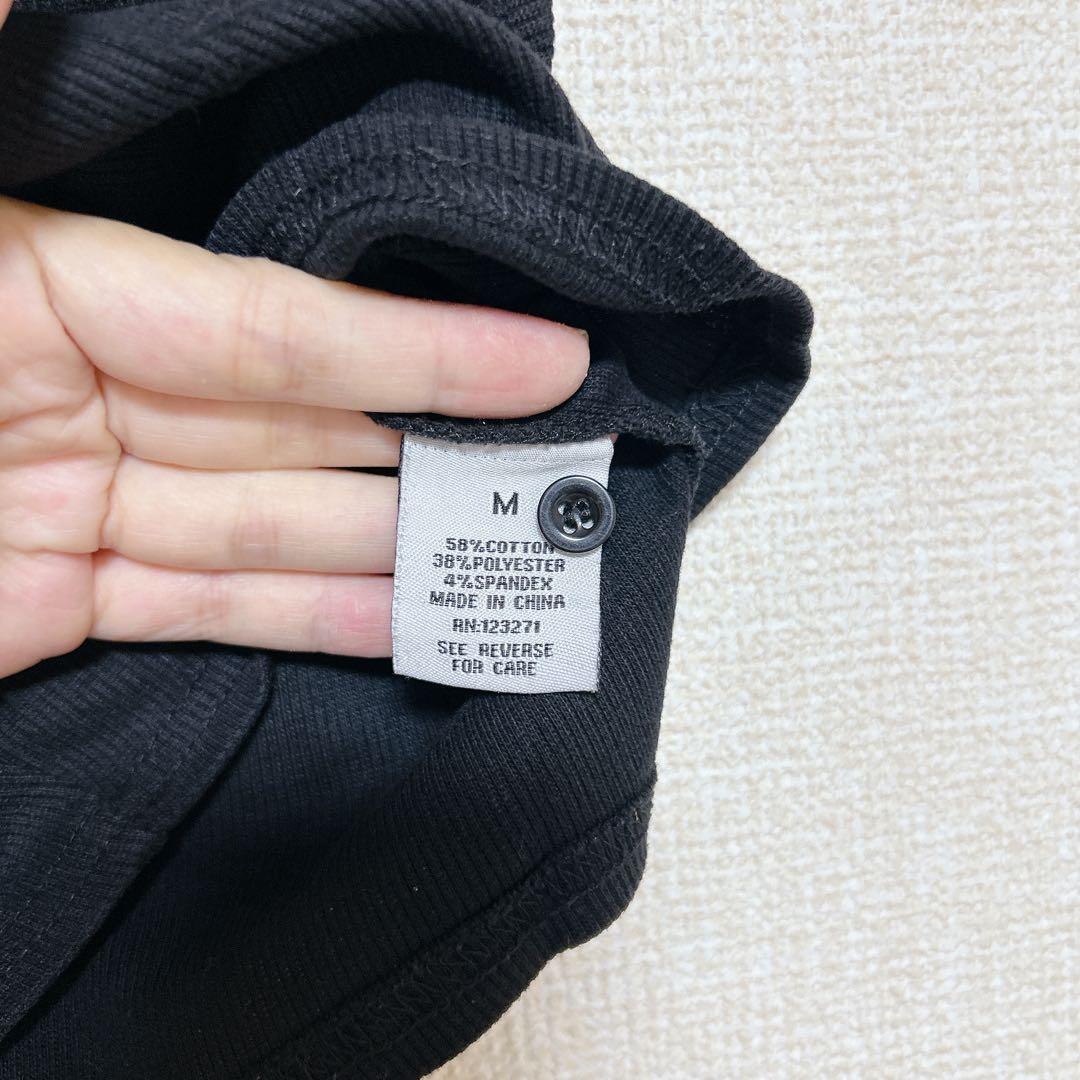 M
58%COTTON
38%POLYESTER
4%SPANDEX
MADE IN CHINA
RN:123271
SEE REVERSE
FOR CARE